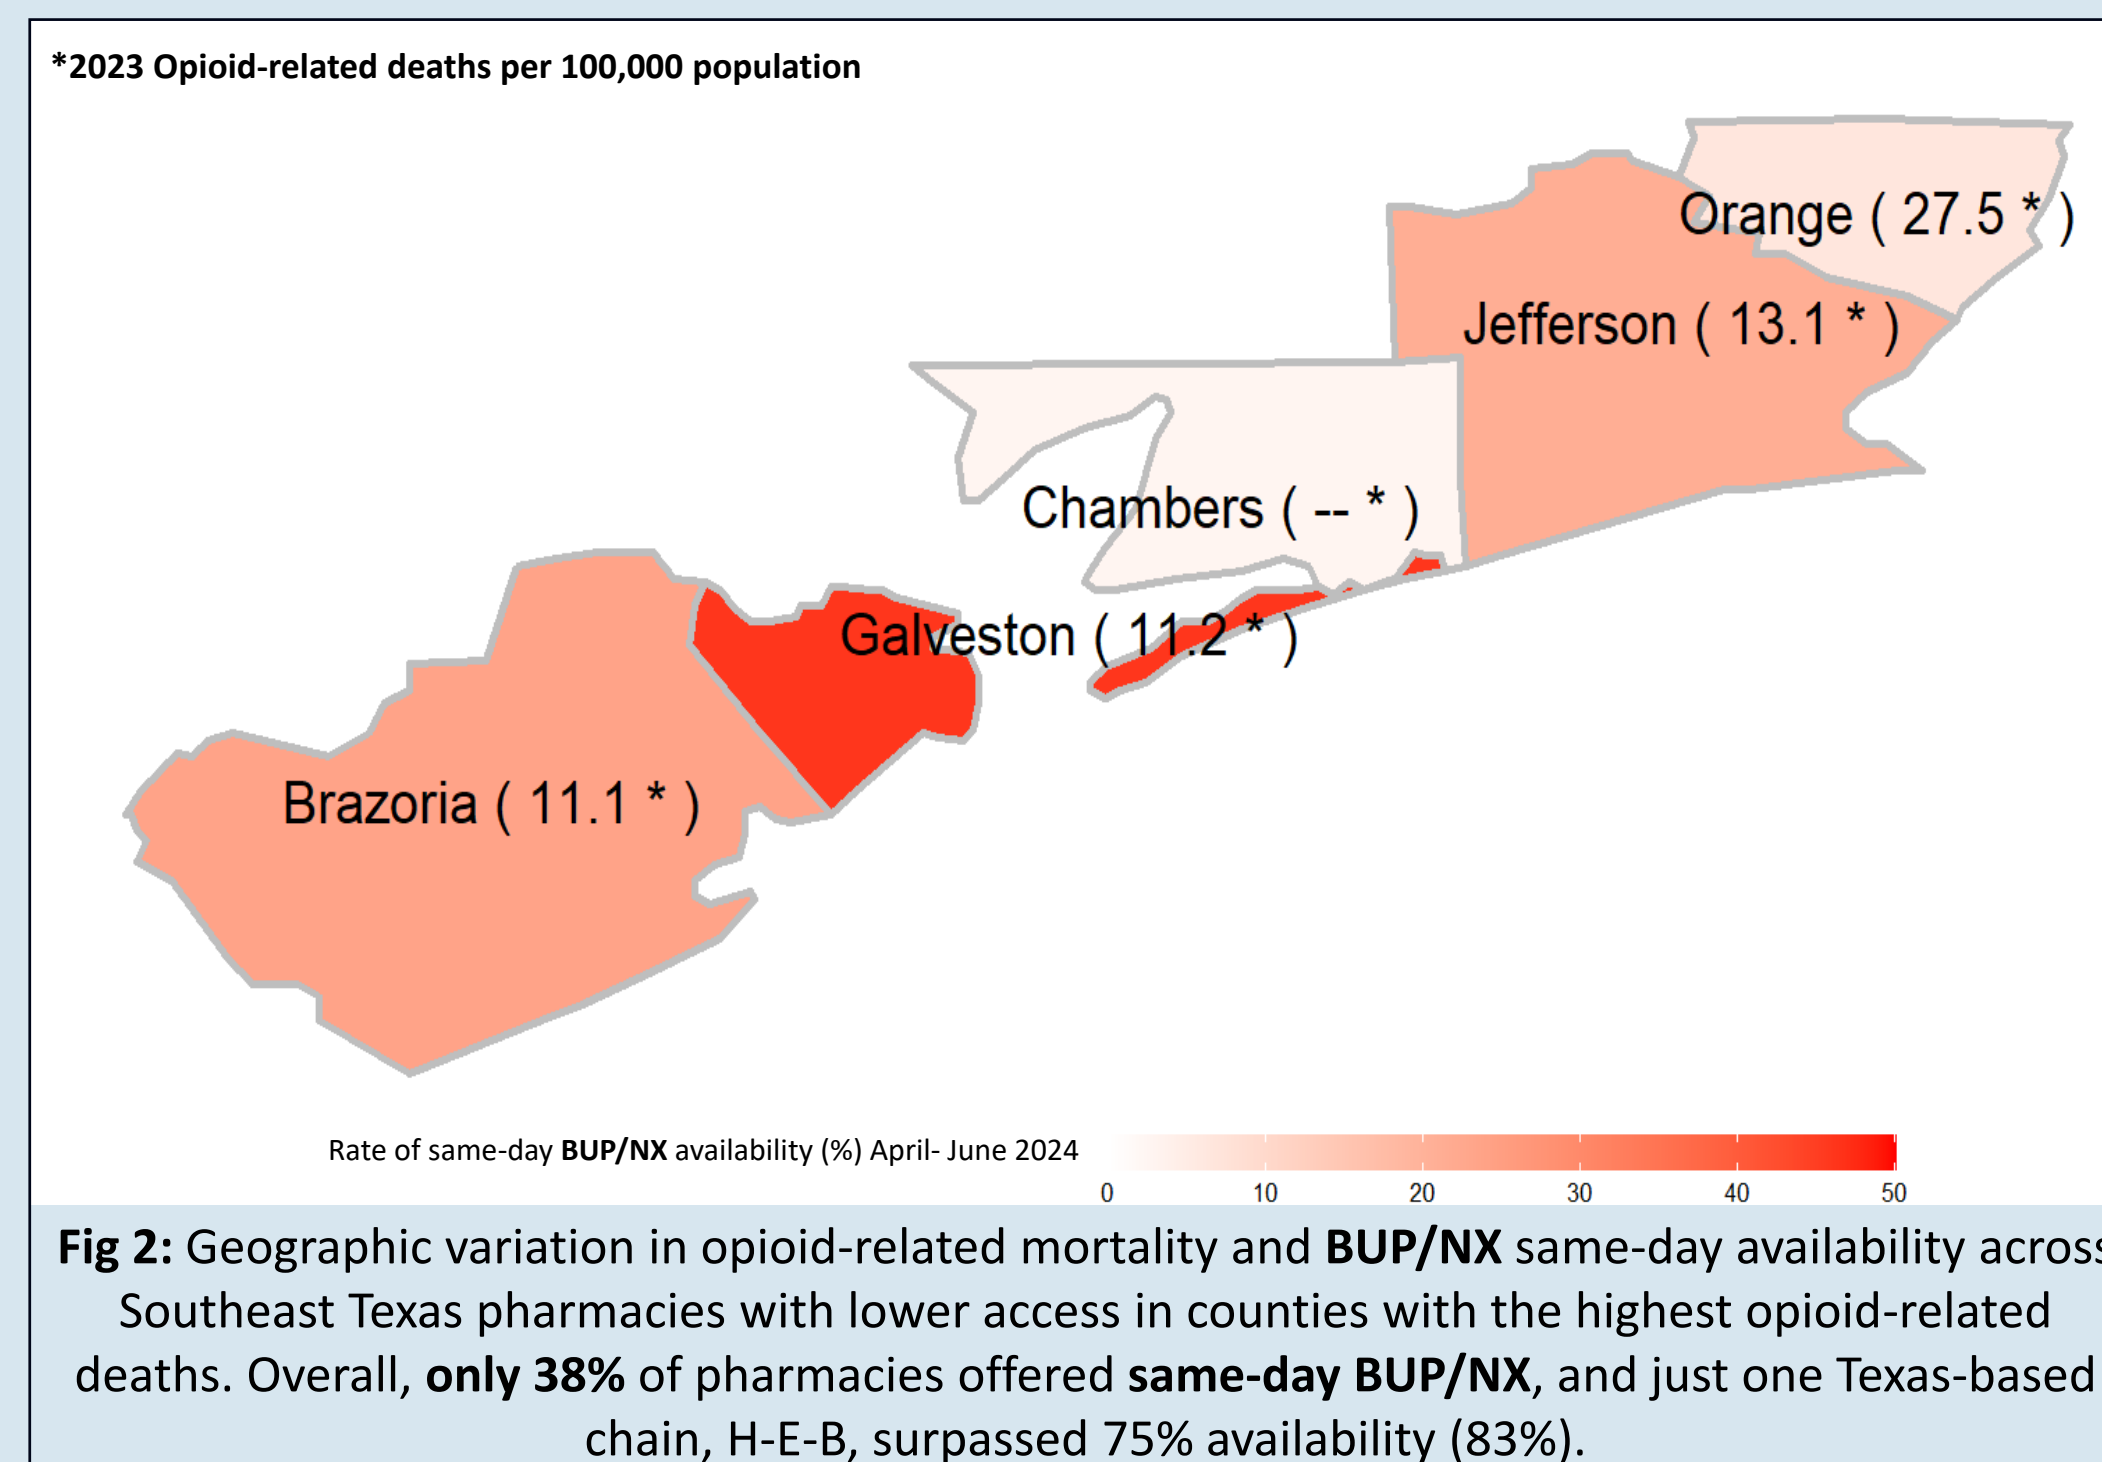 *2023 Opioid-related deaths per 100,000 population
Orange ( 27.5 * )
Jefferson ( 13.1 * )
Chambers ( -- * )
Galveston ( 11.2 * )
Brazoria ( 11.1 * )
Rate of same-day BUP/NX availability (%) April- June 2024
0 10 20 30 40 50
Fig 2: Geographic variation in opioid-related mortality and BUP/NX same-day availability across
Southeast Texas pharmacies with lower access in counties with the highest opioid-related
deaths. Overall, only 38% of pharmacies offered same-day BUP/NX, and just one Texas-based
chain, H-E-B, surpassed 75% availability (83%).